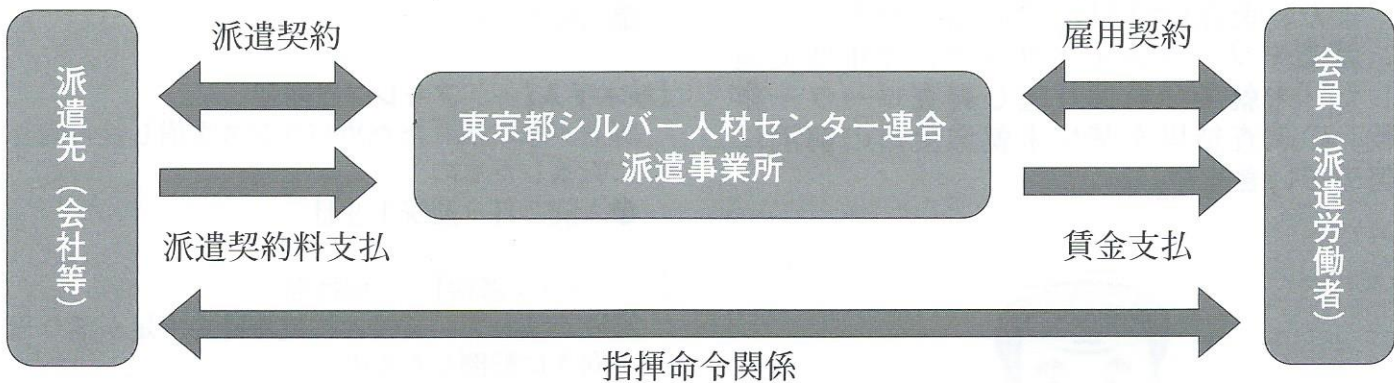 派遣先（会社等）
派遣契約
派遣契約料支払
東京都シルバー人材センター連合
派遣事業所
雇用契約
賃金支払
会員（派遣労働者）
指揮命令関係